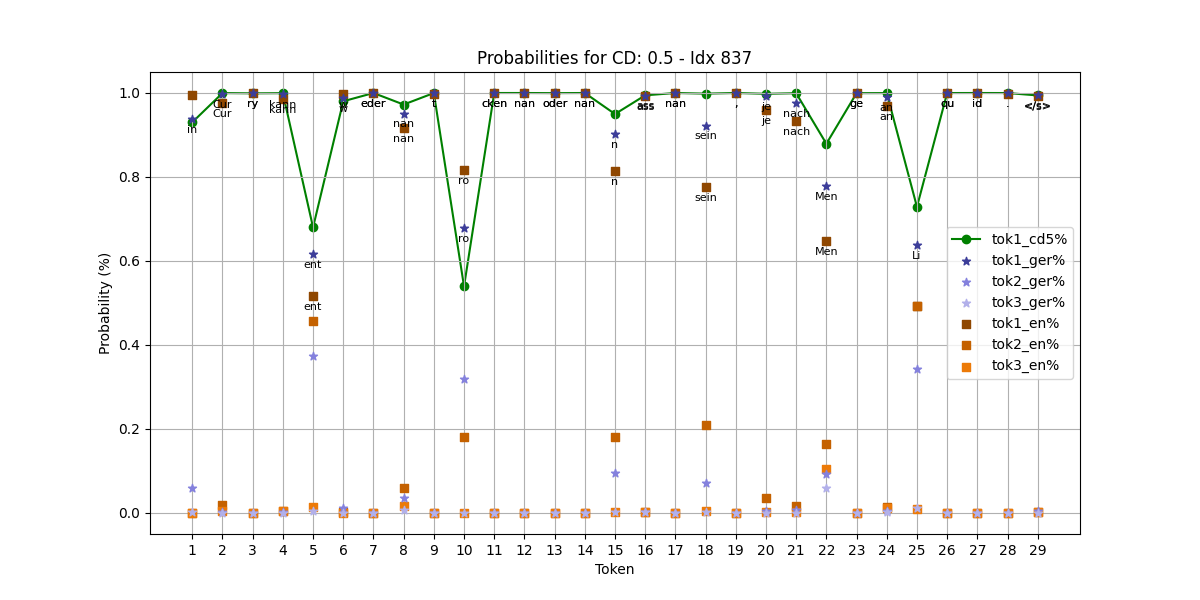 Probabilities for CD: 0.5 - Idx 837
Probability (%)
1.0
0.8
0.6
0.4
0.2
0.0
in
Cur
Cur
ry
kann
kann
ent
ent
w
eder
nan
nan
t
ro
ro
cken
nan
oder
nan
n
n
ass
nan
sein
sein
,
je
je
nach
nach
Men
Men
ge
an
an
Li
qu
id
.
</s>
tok1_cd5%
tok1_ger%
tok2_ger%
tok3_ger%
tok1_en%
tok2_en%
tok3_en%
1 2 3 4 5 6 7 8 9 10 11 12 13 14 15 16 17 18 19 20 21 22 23 24 25 26 27 28 29
Token